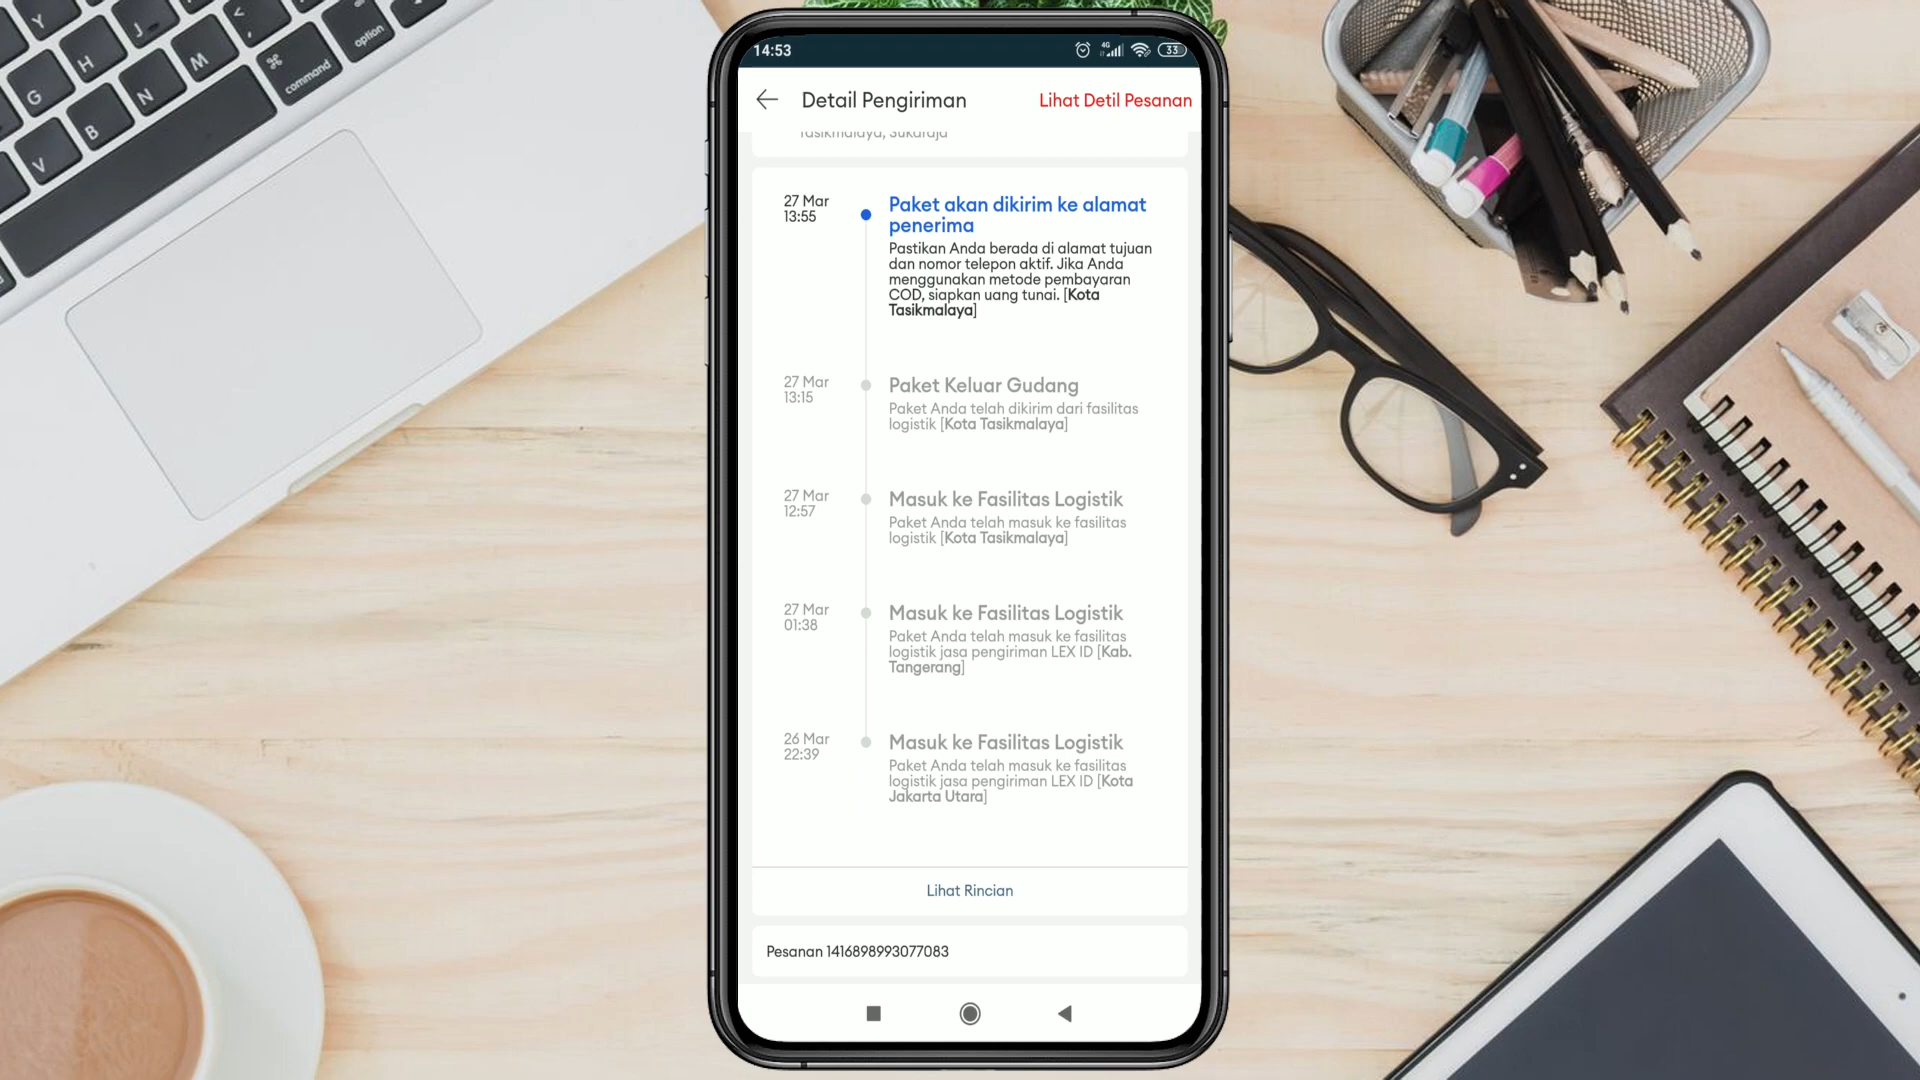 14:53
4G
33
Detail Pengiriman
Lihat Detil Pesanan
Tasikmalaya, Sukaraja
27 Mar
13:55
Paket akan dikirim ke alamat
penerima
Pastikan Anda berada di alamat tujuan
dan nomor telepon aktif. Jika Anda
menggunakan metode pembayaran
COD, siapkan uang tunai. [Kota
Tasikmalaya]
27 Mar
13:15
Paket Keluar Gudang
Paket Anda telah dikirim dari fasilitas
logistik [Kota Tasikmalaya]
27 Mar
12:57
Masuk ke Fasilitas Logistik
Paket Anda telah masuk ke fasilitas
logistik [Kota Tasikmalaya]
27 Mar
01:38
Masuk ke Fasilitas Logistik
Paket Anda telah masuk ke fasilitas
logistik jasa pengiriman LEX ID [Kab.
Tangerang]
26 Mar
22:39
Masuk ke Fasilitas Logistik
Paket Anda telah masuk ke fasilitas
logistik jasa pengiriman LEX ID [Kota
Jakarta Utara]
Lihat Rincian
Pesanan 1416898993077083
Y
J
<
H
M
⌘
command
option
G
N
B
V